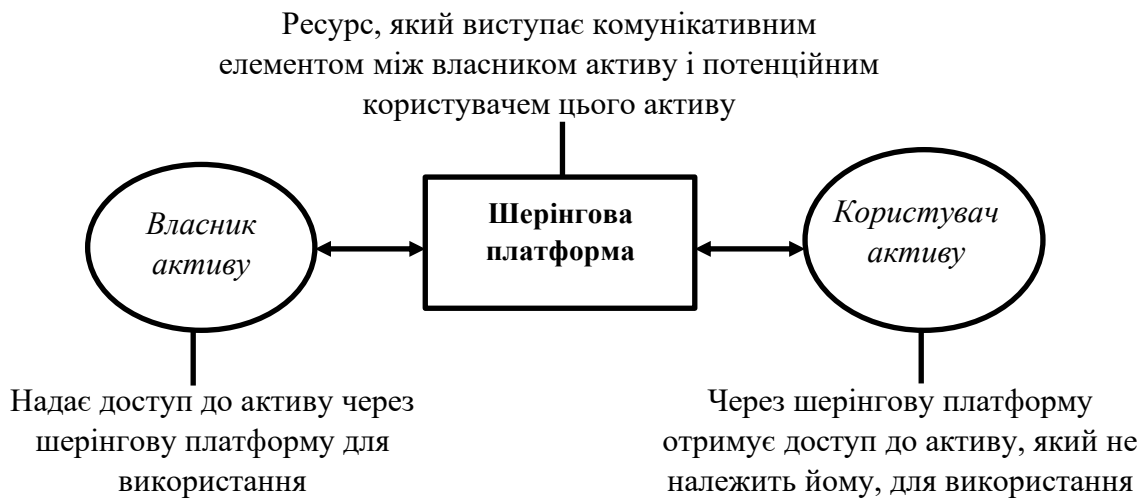 Ресурс, який виступає комунікативним
елементом між власником активу і потенційним
користувачем цього активу
Власник
активу
Шерінгова
платформа
Користувач
активу
Надає доступ до активу через
шерінгову платформу для
використання
Через шерінгову платформу
отримує доступ до активу, який не
належить йому, для використання